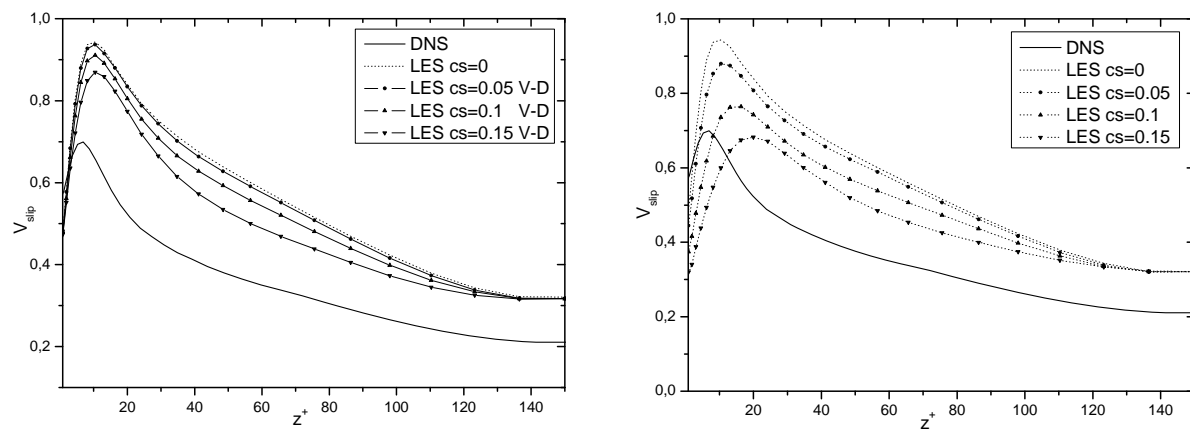 1,0
0,8
0,6
0,4
0,2
V slip
DNS
LES cs=0
LES cs=0.05 V-D
LES cs=0.1 V-D
LES cs=0.15 V-D
20 40 60 80 100 120 140
z+
1,0
0,8
0,6
0,4
0,2
0,0
V slip
DNS
LES cs=0
LES cs=0.05
LES cs=0.1
LES cs=0.15
20 40 60 80 100 120 140
z+